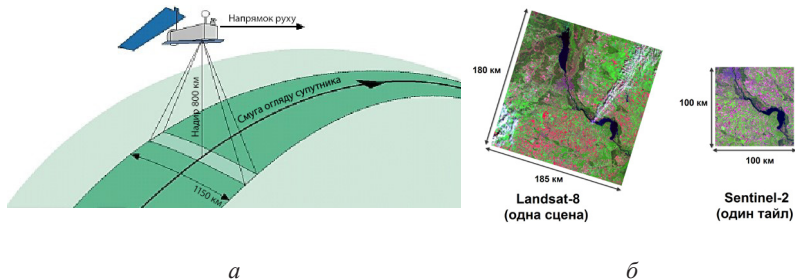 Напрямок руху
Надир 800 км
Смуга огляду супутника
1150 км
180 км
185 км
100 км
100 км
Landsat-8
(одна сцена)
Sentinel-2
(один тайл)
а
б